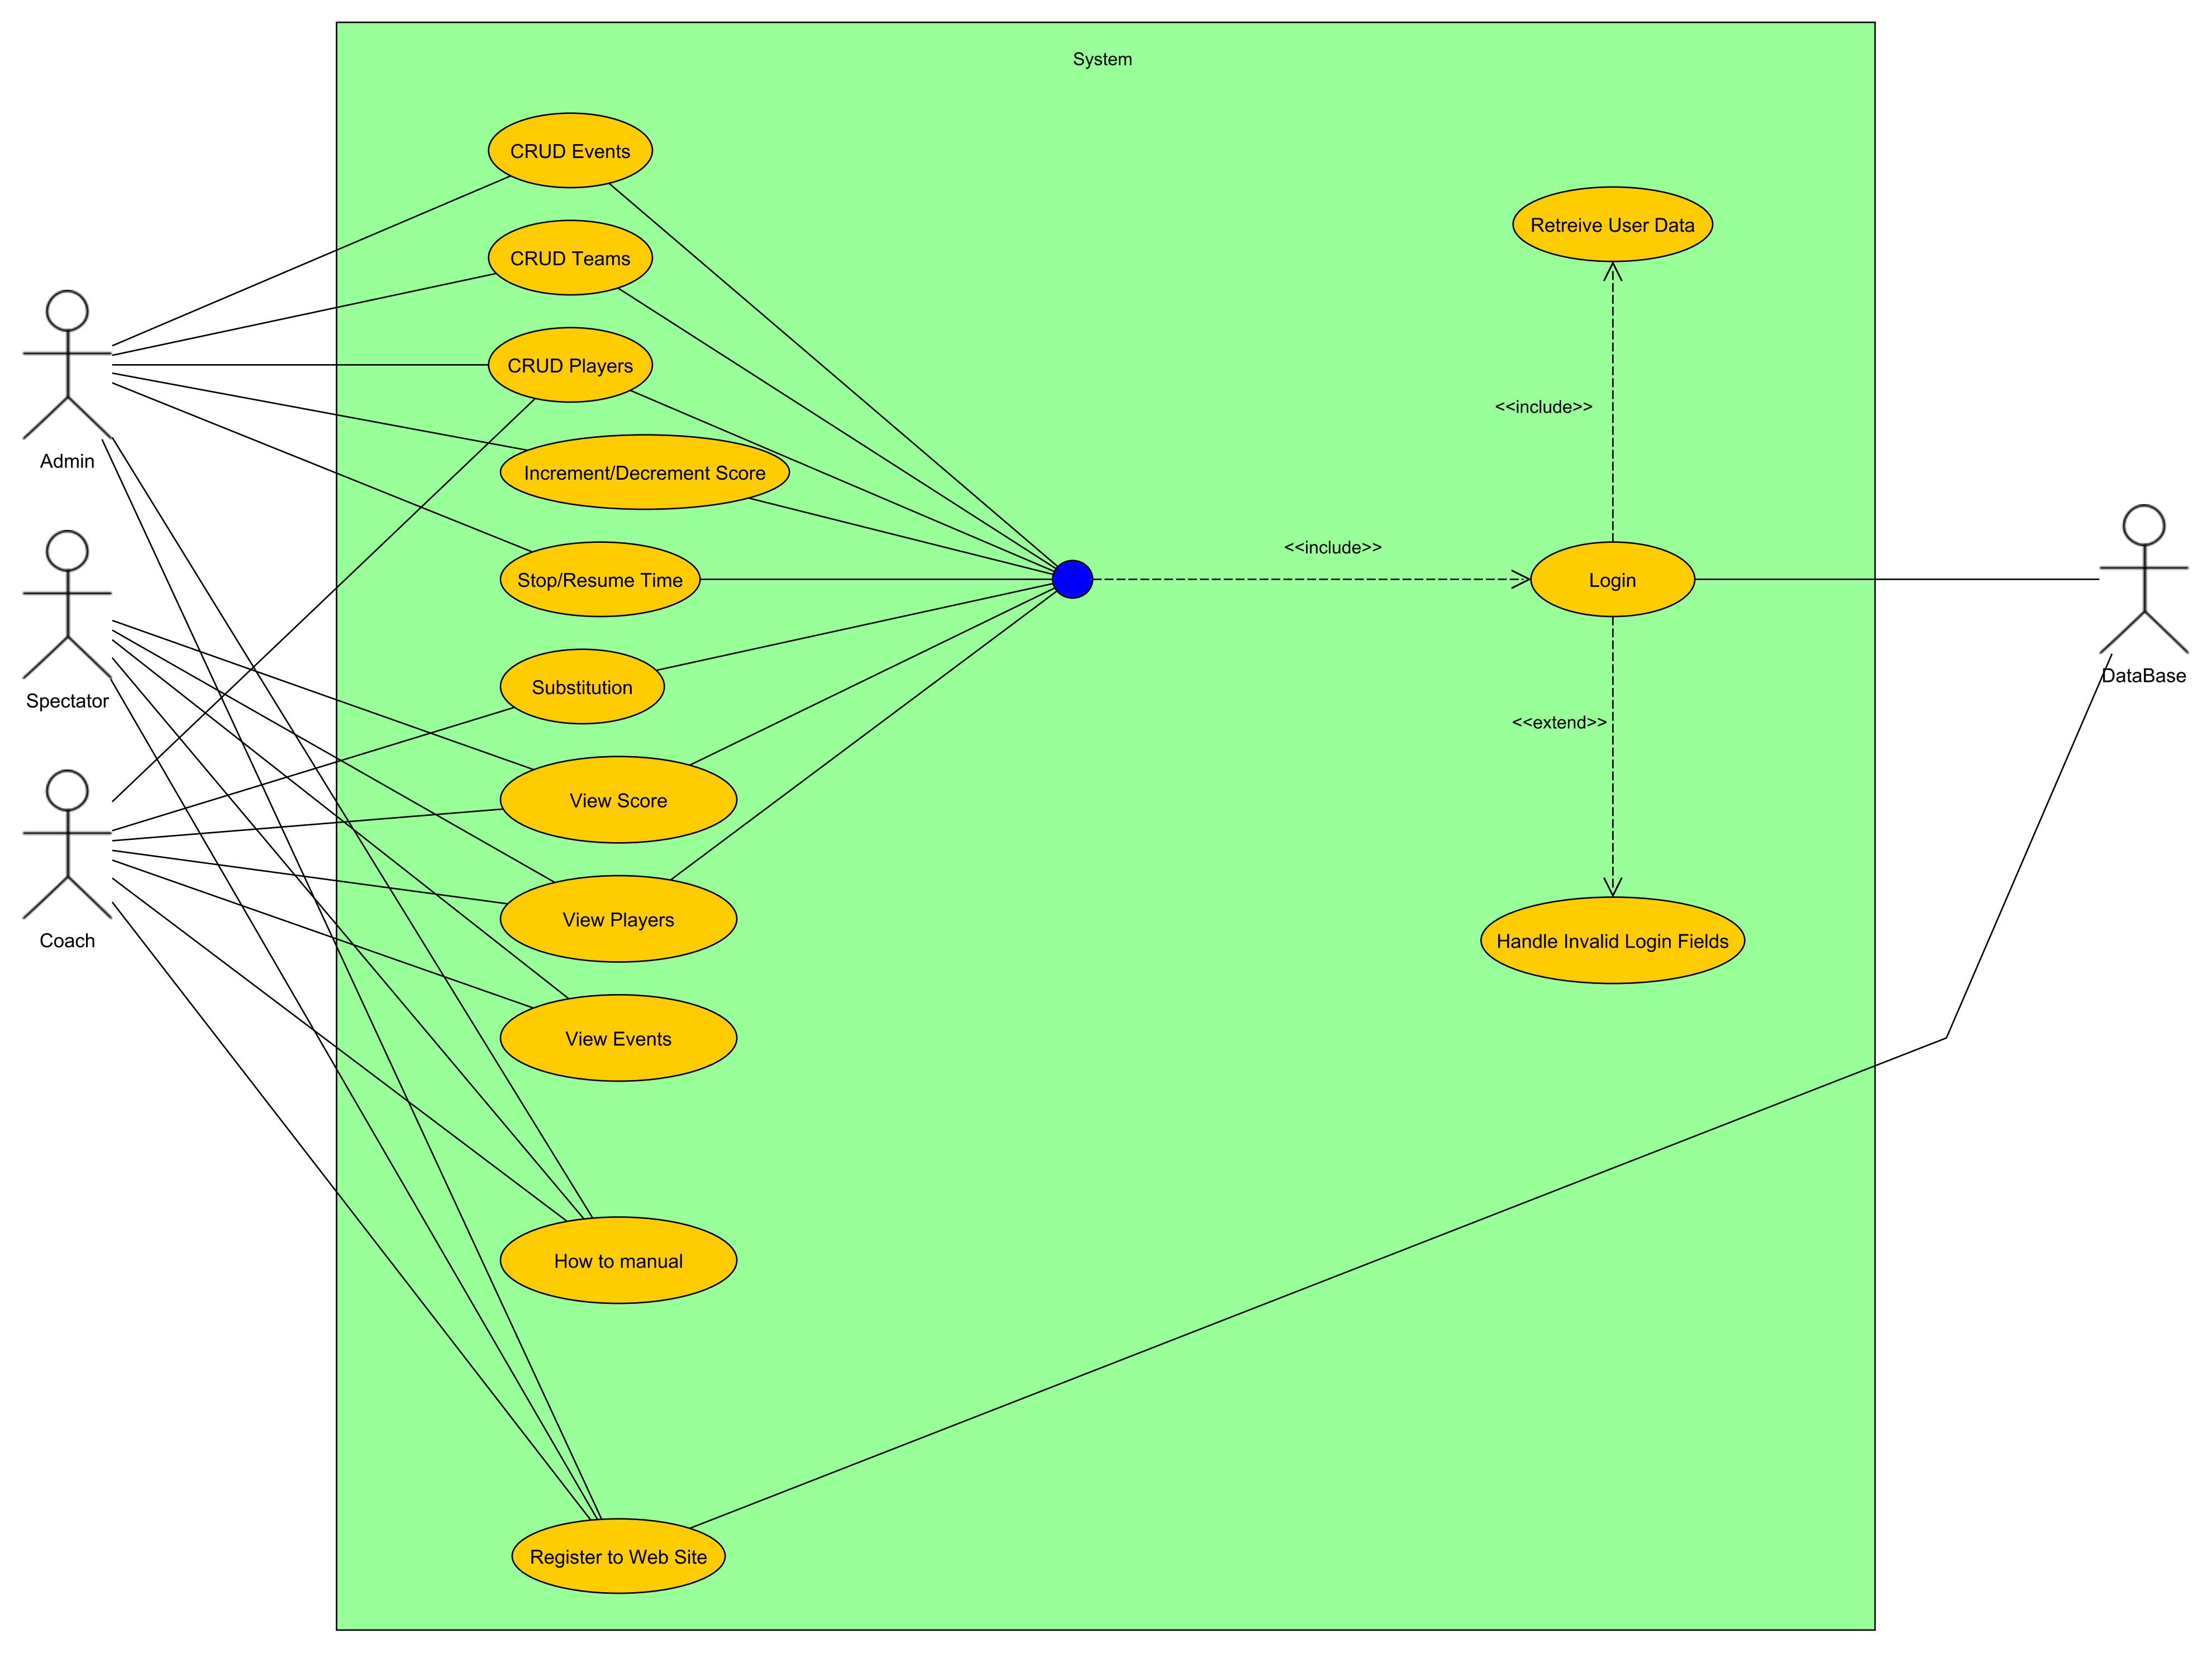 System
CRUD Events
CRUD Teams
Retreive User Data
CRUD Players
<<include>>
Admin
Increment/Decrement Score
<<include>>
Stop/Resume Time
Login
DataBase
Substitution
Spectator
<<extend>>
View Score
View Players
Coach
Handle Invalid Login Fields
View Events
How to manual
Register to Web Site